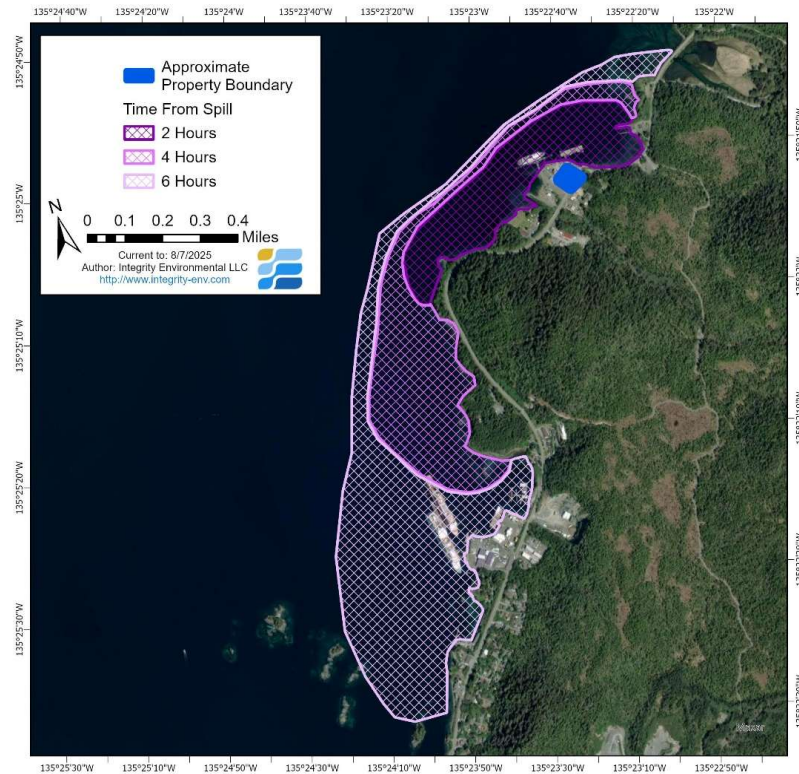 135°24'40"W 135°24'20"W 135°24'W 135°23'40"W 135°23'20"W 135°23'W 135°22'40"W 135°22'20"W 135°22'W
135°24'50"W
135°25'W
135°25'10"W
135°25'20"W
135°25'30"W
Approximate
Property Boundary
Time From Spill
2 Hours
4 Hours
6 Hours
N
0 0.1 0.2 0.3 0.4
Miles
Current to: 8/7/2025
Author: Integrity Environmental LLC
http://www.integrity-env.com
135°25'30"W 135°25'10"W 135°24'50"W 135°24'30"W 135°24'10"W 135°23'50"W 135°23'30"W 135°23'10"W 135°22'50"W